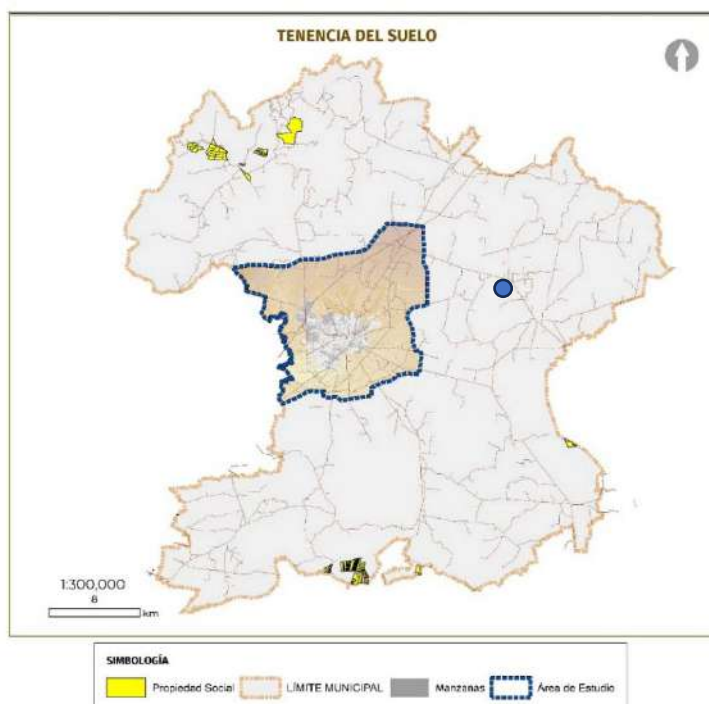 TENENCIA DEL SUELO
1:300,000
8
km
SIMBOLOGÍA
Propiedad Social
LÍMITE MUNICIPAL
Manzanas
Área de Estudio